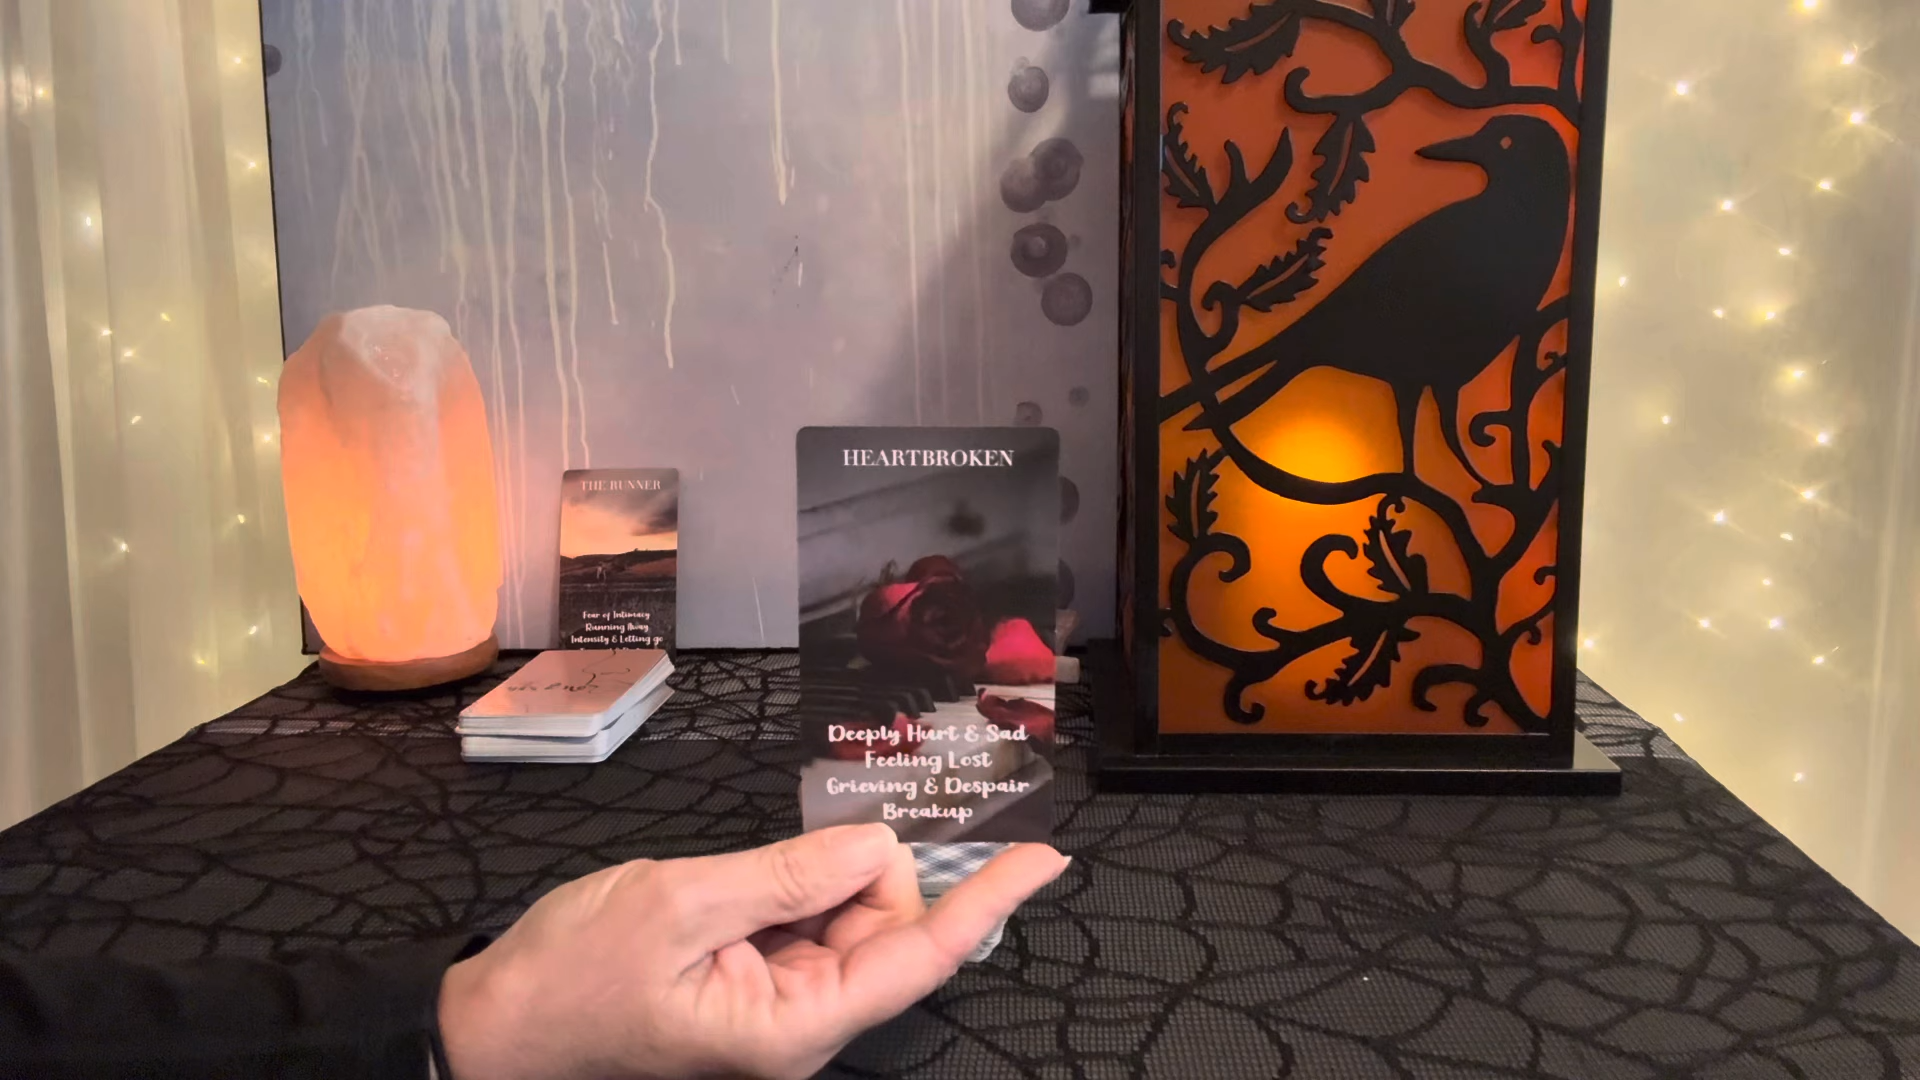 THE RUNNER
Fear of Intimacy
Running Away
Intensity & Letting go
HEARTBROKEN
Deeply Hurt & Sad
Feeling Lost
Grieving & Despair
Breakup